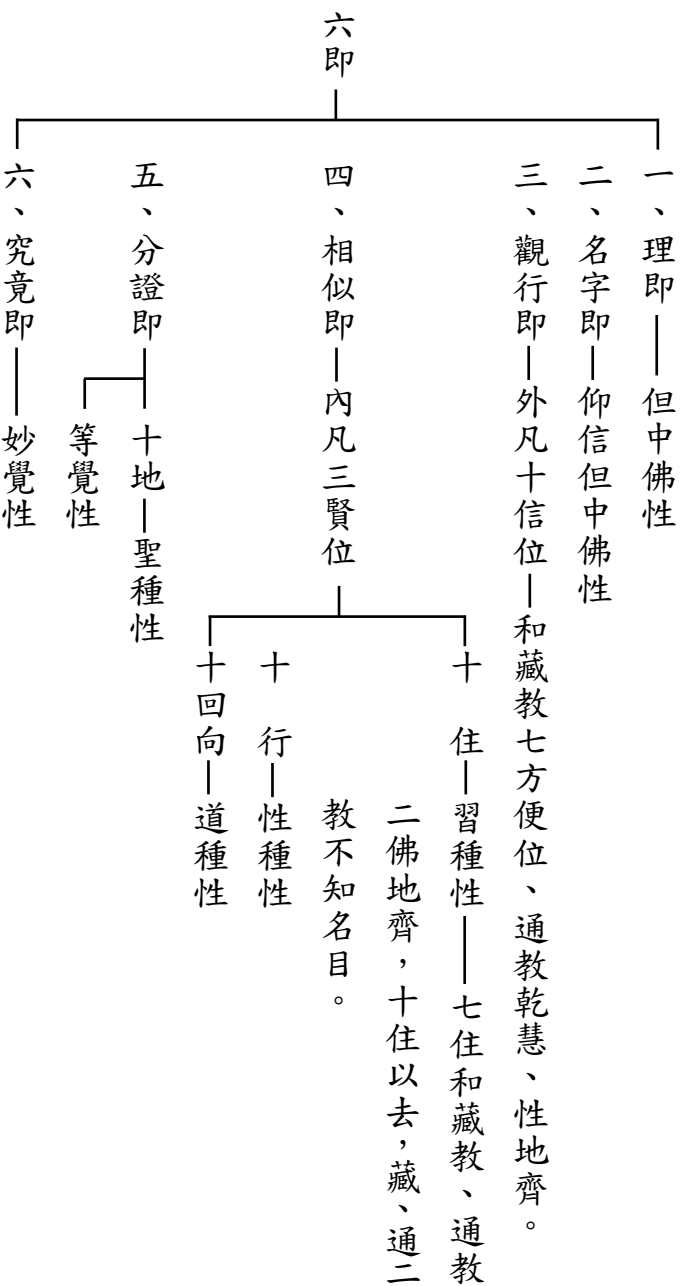 六即
一、理即
但中佛性
二、名字即
仰信但中佛性
三、觀行即
外凡十信位
和藏教七方便位、通教乾慧、性地齊。
四、相似即
內凡三賢位
十住
習種性
七住和藏教、通教
二佛地齊，十住以去，藏、通二
教不知名目。
十行
性種性
十回向
道種性
五、分證即
十地
聖種性
等覺性
六、究竟即
妙覺性